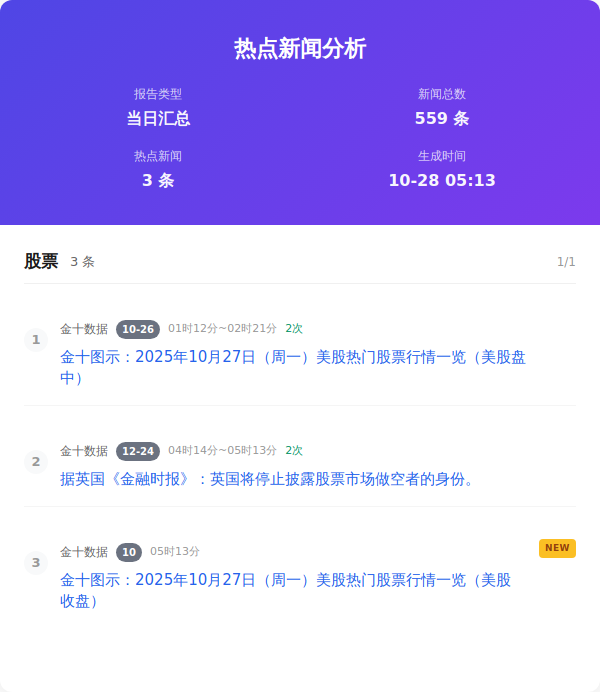 热点新闻分析
报告类型
新闻总数
当日汇总
559 条
热点新闻
生成时间
3 条
10-28 05:13
股票 3 条 1/1
1 金十数据 10-26 01时12分~02时21分 2次
金十图示：2025年10月27日（周一）美股热门股票行情一览（美股盘
中）
2 金十数据 12-24 04时14分~05时13分 2次
据英国《金融时报》：英国将停止披露股票市场做空者的身份。
3 金十数据 10 05时13分 NEW
金十图示：2025年10月27日（周一）美股热门股票行情一览（美股
收盘）